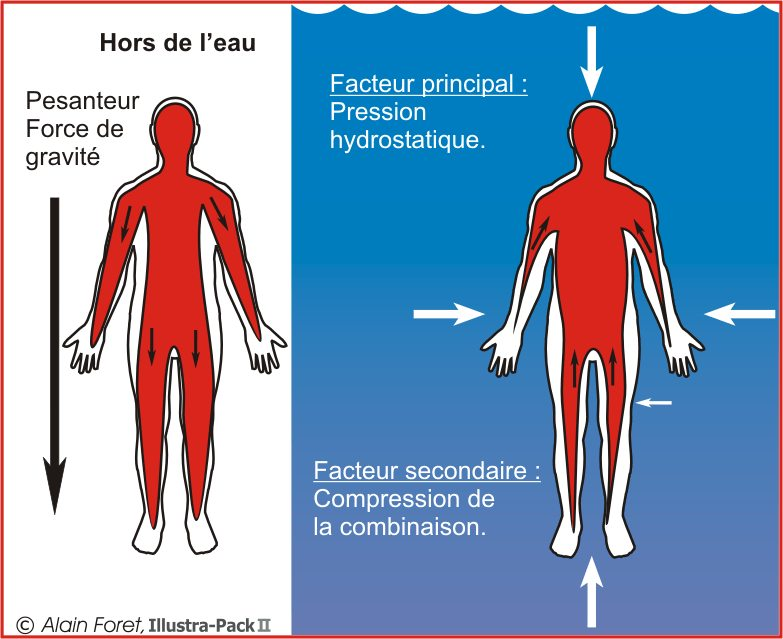 Hors de l'eau
Pesanteur
Force de
gravité
Facteur principal :
Pression
hydrostatique.
Facteur secondaire :
Compression de
la combinaison.
© Alain Foret, Illustra-Pack II